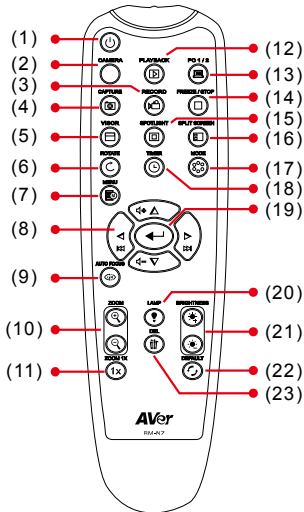 (1)
PLAYBACK
(12)
CAMERA
PC 1 / 2
(2)
(13)
(3)
RECORD
CAPTURE
FREEZE / STOP
(14)
(4)
(15)
VISOR
SPOTLIGHT
SPLIT SCREEN
(5)
(16)
ROTATE
TIMER
MODE
(6)
(17)
MENU
(18)
(7)
(19)
(8)
AUTO FOCUS
(9)
(20)
ZOOM
LAMP
BRIGHTNESS
(10)
DEL
(21)
ZOOM 1X
DEFAULT
(11)
1x
(22)
(23)
AVer
RM-N7